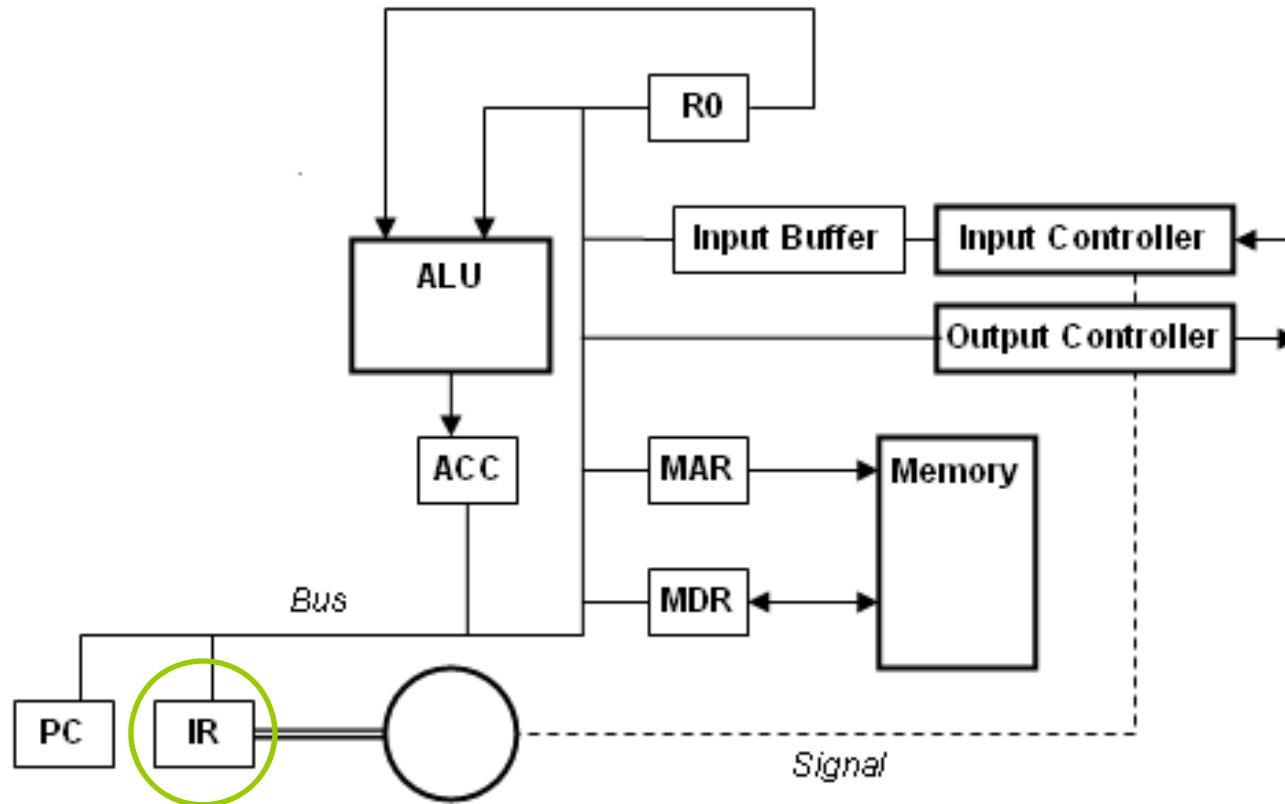 R0
Input Buffer
Input Controller
ALU
Output Controller
ACC
MAR
Memory
Bus
MDR
PC
IR
Signal